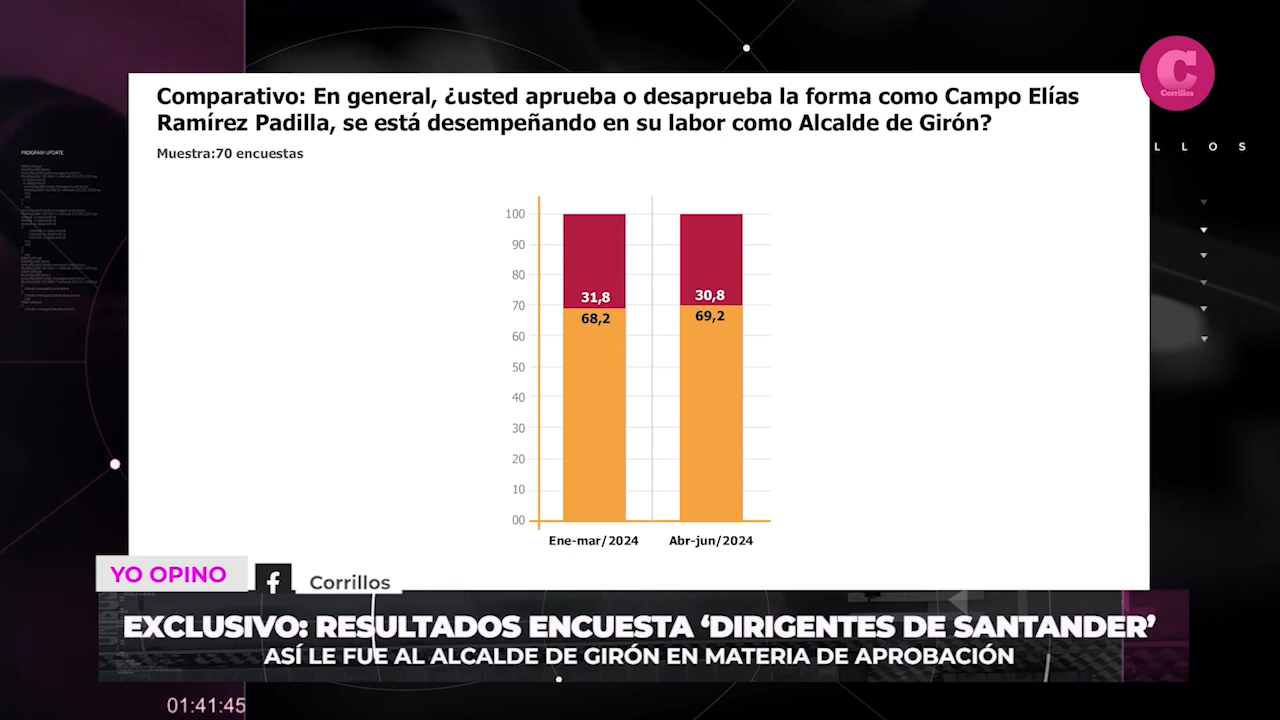 Comparativo: En general, ¿usted aprueba o desaprueba la forma como Campo Elías
Ramírez Padilla, se está desempeñando en su labor como Alcalde de Girón?
Muestra:70 encuestas
C
Corrillos
L L O S
PROGRAM UPDATE
100
90
80
70
60
50
40
30
20
10
00
31,8
68,2
30,8
69,2
Ene-mar/2024
Abr-jun/2024
YO OPINO
f
Corrillos
EXCLUSIVO: RESULTADOS ENCUESTA ‘DIRIGENTES DE SANTANDER’
ASÍ LE FUE AL ALCALDE DE GIRÓN EN MATERIA DE APROBACIÓN
01:41:45